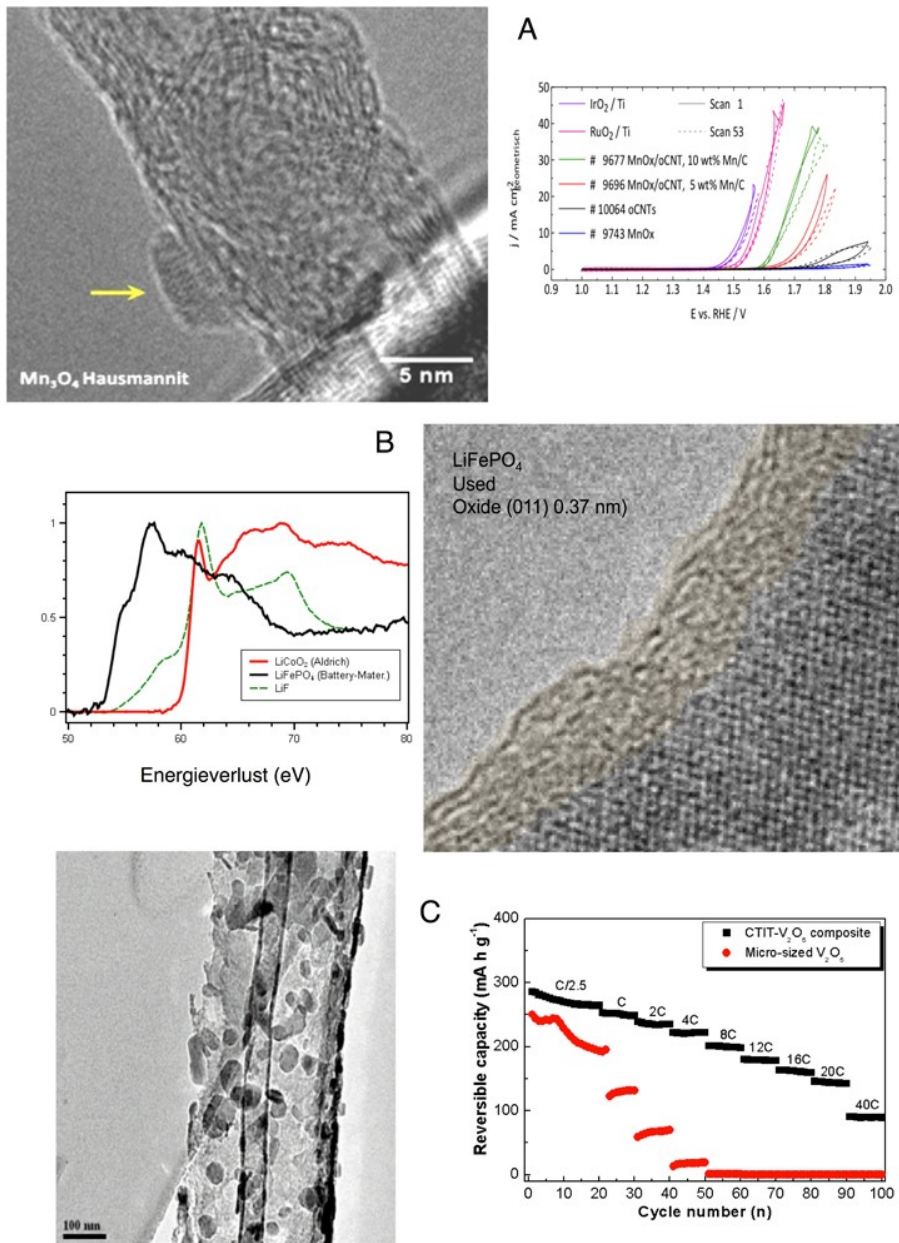 A
Mn₃O₄ Hausmannit
5 nm
j / mA cm⁻² geometrisch
50
40
30
20
10
0
IrO₂ / Ti
RuO₂ / Ti
# 9677 MnOx/oCNT, 10 wt% Mn/C
# 9696 MnOx/oCNT, 5 wt% Mn/C
#10064 oCNTs
# 9743 MnOx
Scan 1
Scan 53
0.9 1.0 1.1 1.2 1.3 1.4 1.5 1.6 1.7 1.8 1.9 2.0
E vs. RHE / V
B
1
0.5
0
LiCoO₂ (Aldrich)
LiFePO₄ (Battery-Mater.)
LiF
50 60 70 80
Energieverlust (eV)
LiFePO₄
Used
Oxide (011) 0.37 nm)
100 nm
C
Reversible capacity (mA h g⁻¹)
400
300
200
100
0
CTIT-V₂O₅ composite
Micro-sized V₂O₅
C/2.5
C
2C
4C
8C
12C
16C
20C
40C
0 10 20 30 40 50 60 70 80 90 100
Cycle number (n)